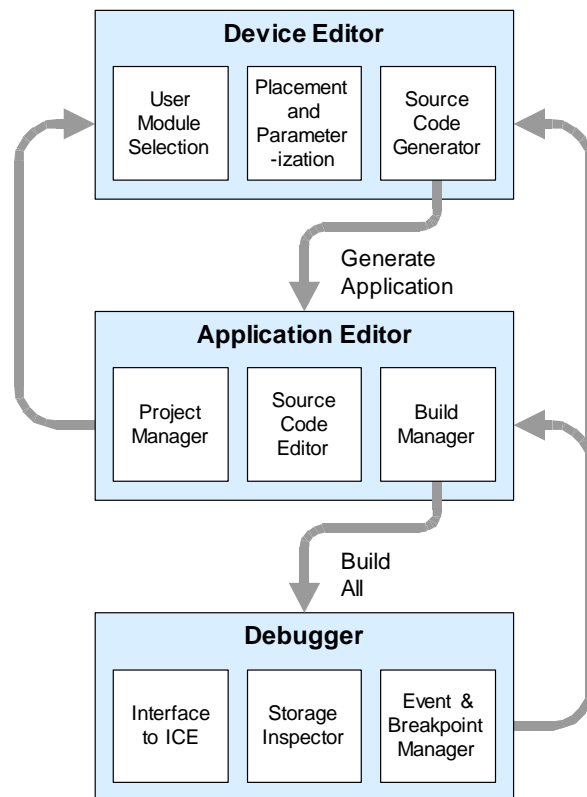 Device Editor
User
Module
Selection
Placement
and
Parameter
-ization
Source
Code
Generator
Generate
Application
Application Editor
Project
Manager
Source
Code
Editor
Build
Manager
Build
All
Debugger
Interface
to ICE
Storage
Inspector
Event &
Breakpoint
Manager